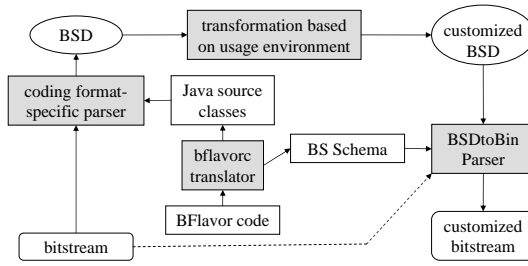 BSD
transformation based
on usage environment
customized
BSD
coding format-
specific parser
Java source
classes
bflavorc
translator
BS Schema
BSDtoBin
Parser
BFlavor code
bitstream
customized
bitstream